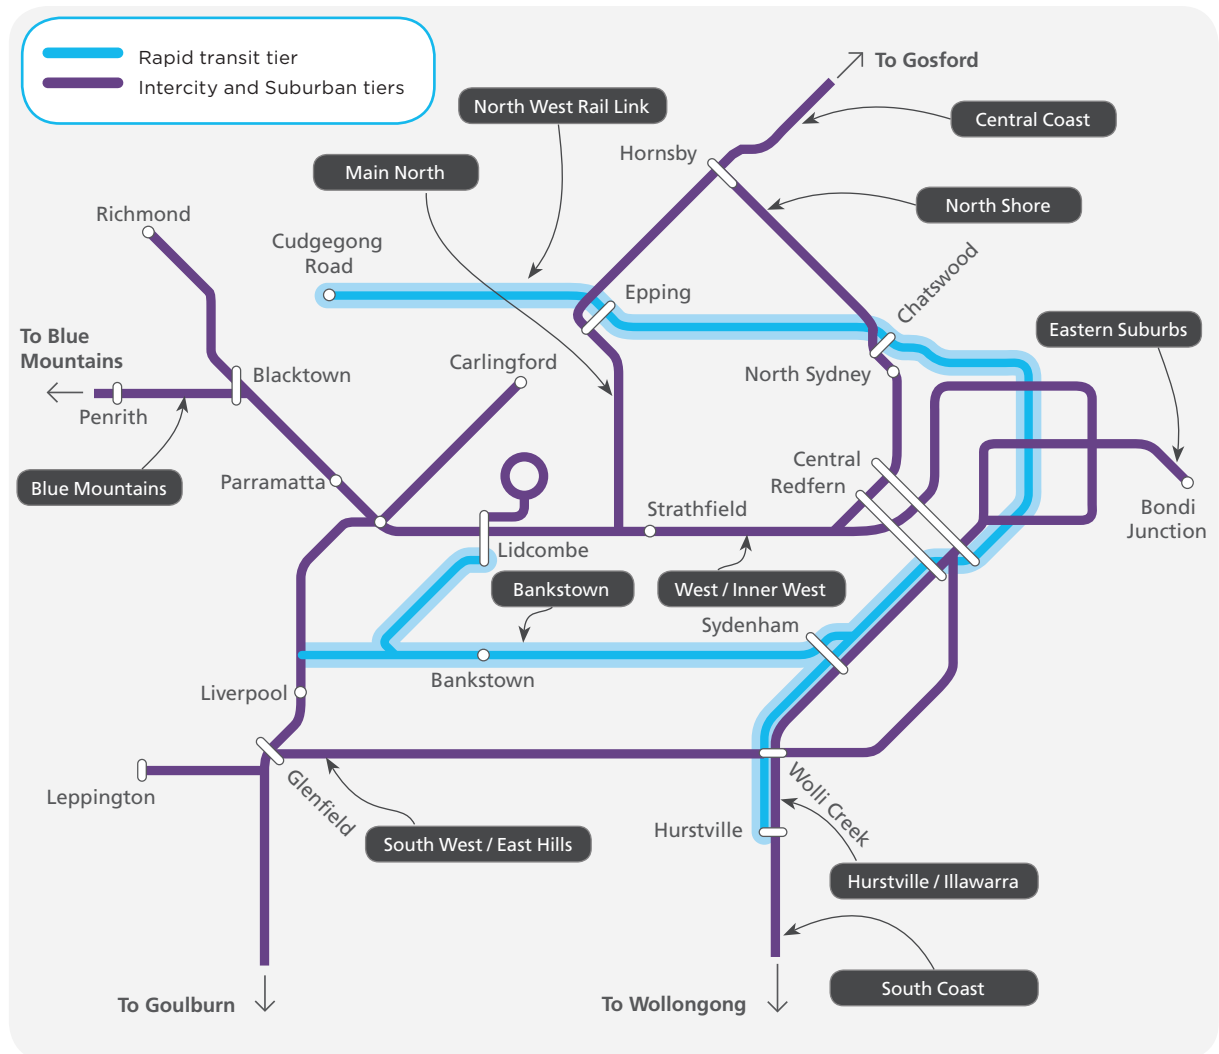 Rapid transit tier
Intercity and Suburban tiers
To Gosford
North West Rail Link
Central Coast
Hornsby
Main North
North Shore
Richmond
Cudgegong
Road
Chatswood
Epping
To Blue
Mountains
Eastern Suburbs
Carlingford
Blacktown
North Sydney
Penrith
Central
Redfern
Parramatta
Blue Mountains
Strathfield
Bondi
Junction
Lidcombe
Bankstown
West / Inner West
Sydenham
Bankstown
Liverpool
Leppington
Glenfield
Wolli Creek
Hurstville
South West / East Hills
Hurstville / Illawarra
South Coast
To Goulburn
To Wollongong